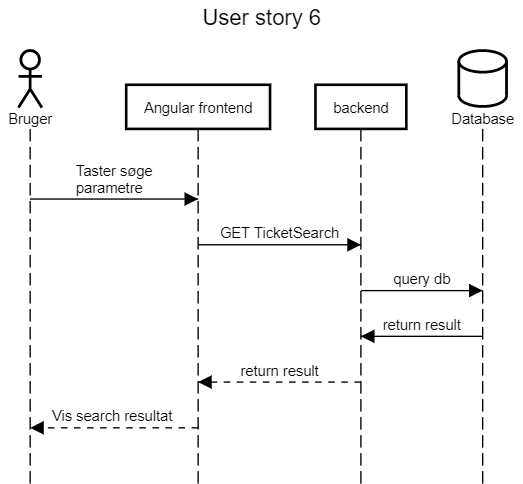 User story 6
Bruger
Angular frontend
backend
Database
Taster søge
parametre
GET TicketSearch
query db
return result
return result
Vis search resultat